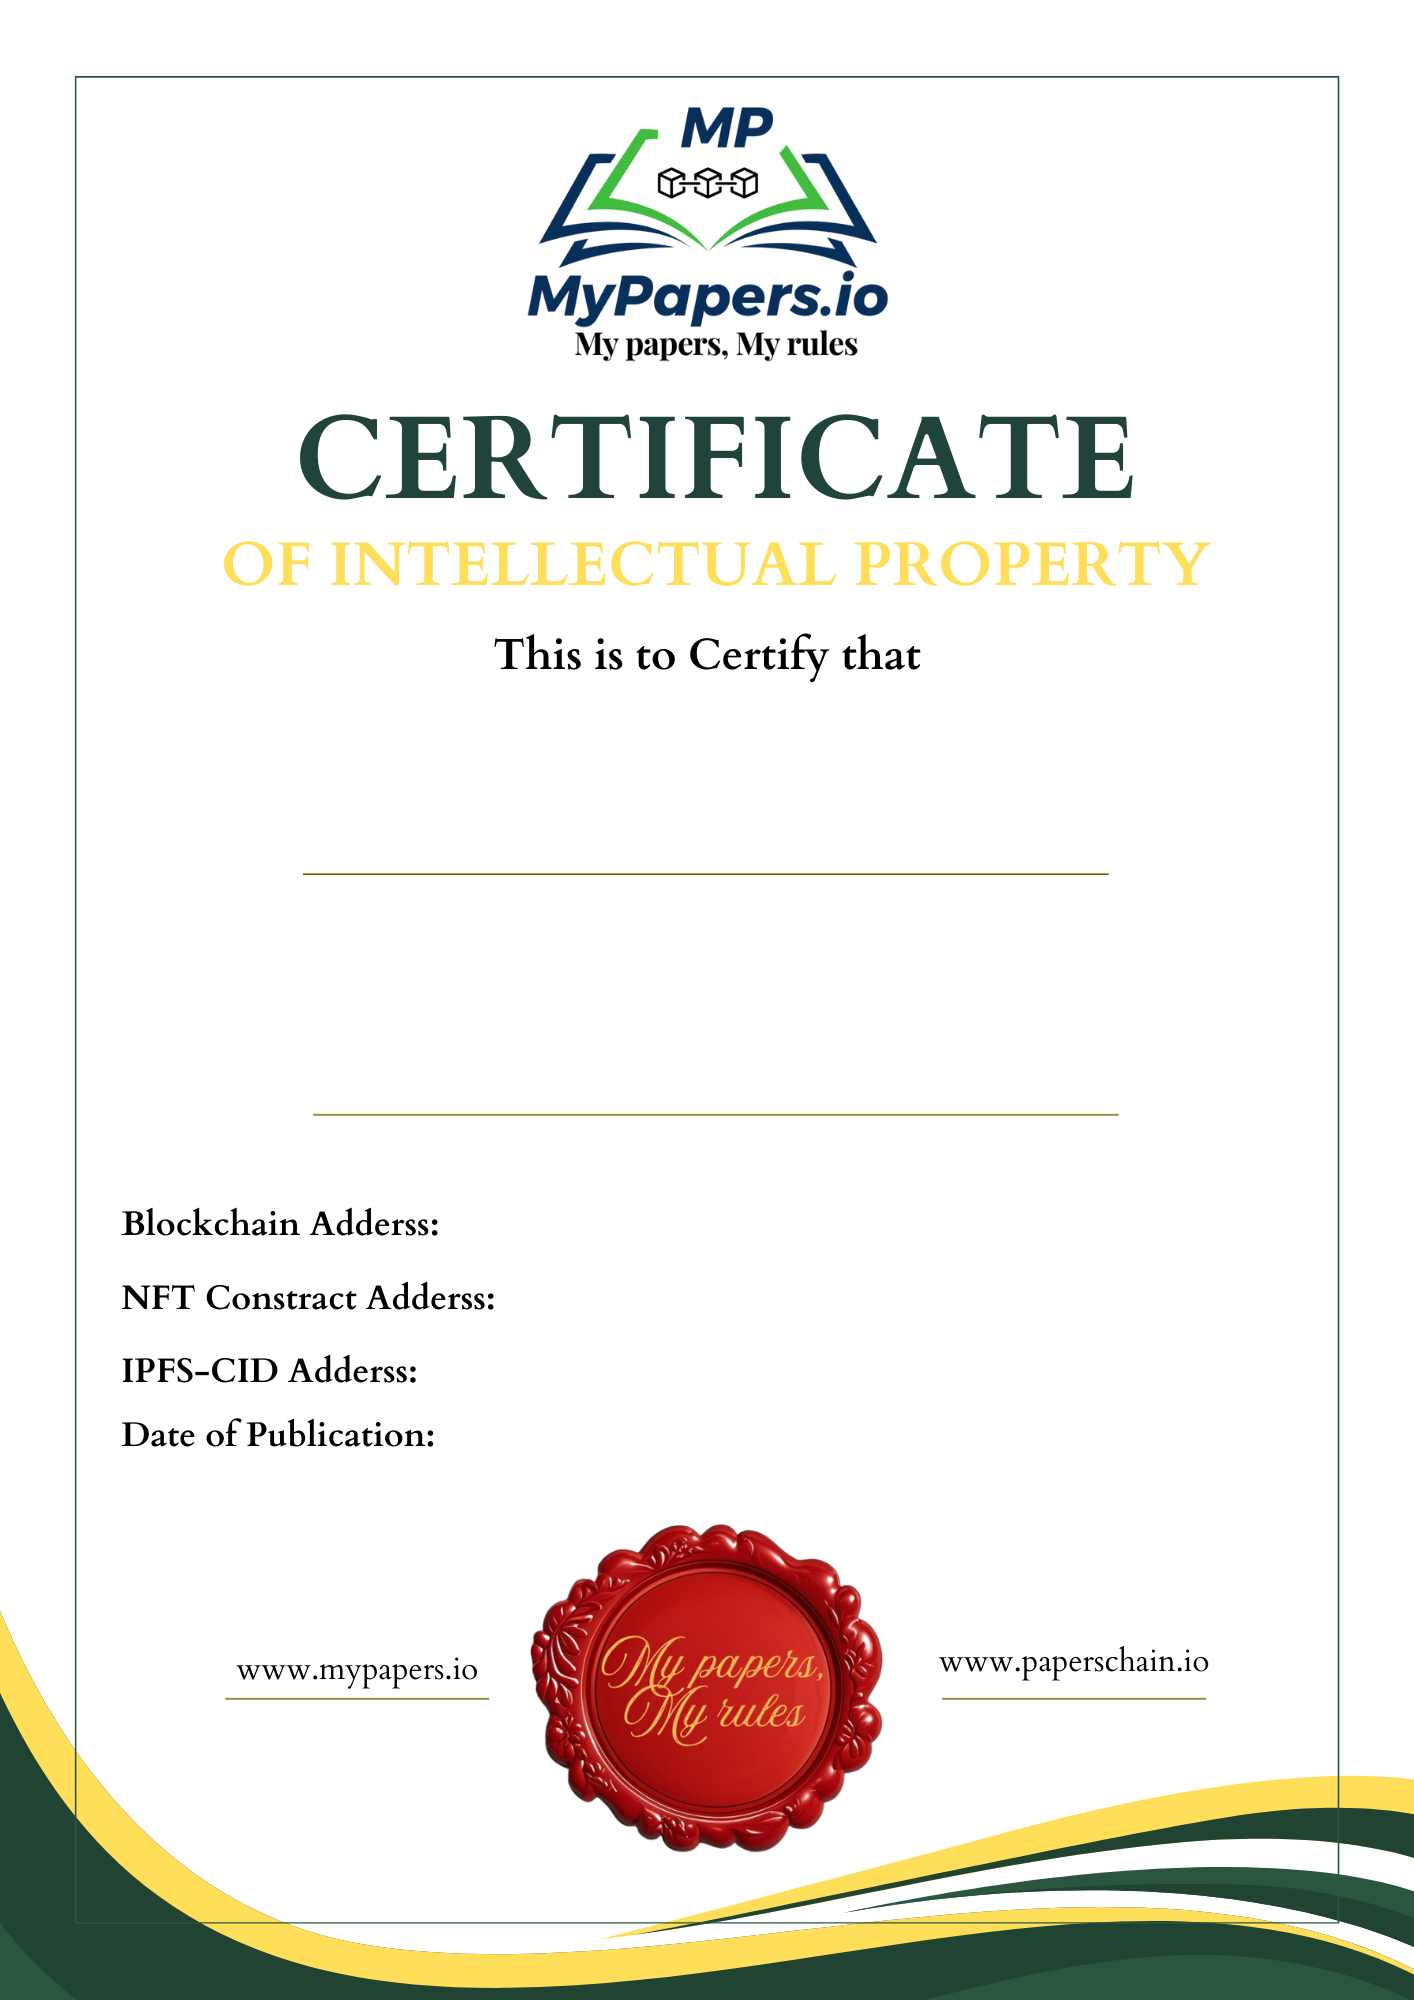 MP
MyPapers.io
My papers, My rules
CERTIFICATE
OF INTELLECTUAL PROPERTY
This is to Certify that
Blockchain Adderss:
NFT Constract Adderss:
IPFS-CID Adderss:
Date of Publication:
www.mypapers.io
My papers,
My rules
www.paperschain.io